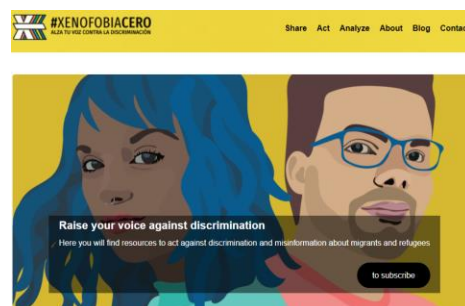 #XENOFOBIACERO
ALZA TU VOZ CONTRA LA DISCRIMINACIÓN
Share Act Analyze About Blog Contac
Raise your voice against discrimination
Here you will find resources to act against discrimination and misinformation about migrants and refugees
to subscribe